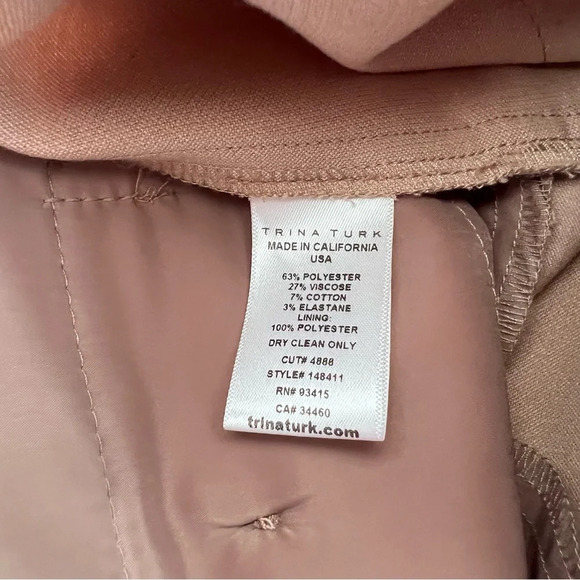 TRINA TURK
MADE IN CALIFORNIA
USA
63% POLYESTER
27% VISCOSE
7% COTTON
3% ELASTANE
LINING:
100% POLYESTER
DRY CLEAN ONLY
CUT# 4888
STYLE# 148411
RN# 93415
CA# 34460
trinaturk.com